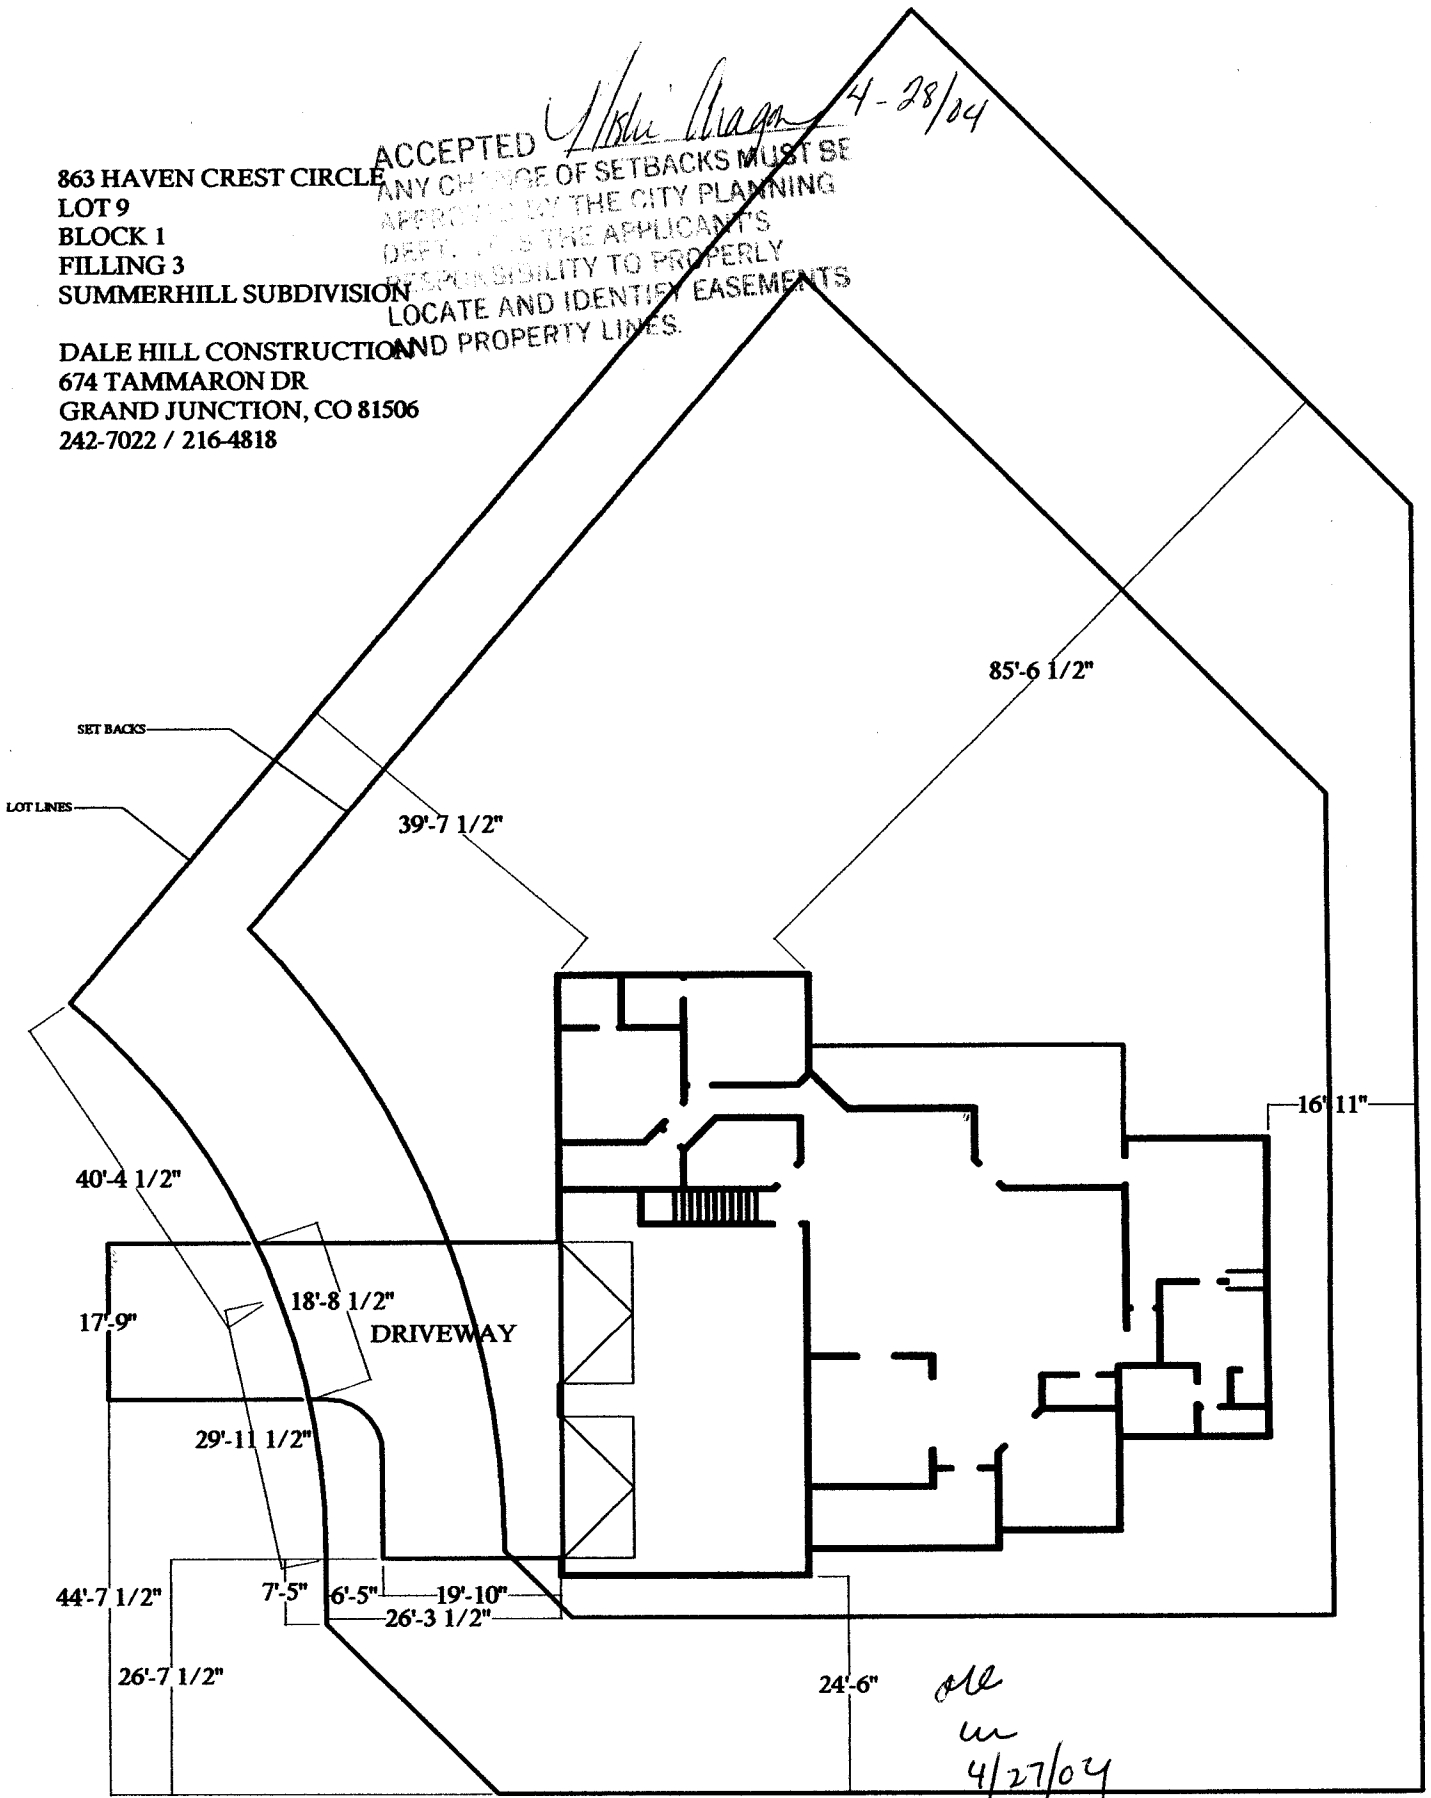 863 HAVEN CREST CIRCLE
LOT 9
BLOCK 1
FILLING 3
SUMMERHILL SUBDIVISION
DALE HILL CONSTRUCTION
674 TAMMARON DR
GRAND JUNCTION, CO 81506
242-7022 / 216-4818
ACCEPTED 4-28/04
ANY CHANGE OF SETBACKS MUST BE
APPROVED BY THE CITY PLANNING
DEPT. THE APPLICANT'S
RESPONSIBILITY TO PROPERLY
LOCATE AND IDENTIFY EASEMENTS
AND PROPERTY LINES.
85'-6 1/2"
SET BACKS
LOT LINES
39'-7 1/2"
16'-11"
40'-4 1/2"
18'-8 1/2"
17'-9"
DRIVEWAY
29'-11 1/2"
44'-7 1/2"
7'-5"
6'-5"
19'-10"
26'-3 1/2"
26'-7 1/2"
24'-6"
4/27/04